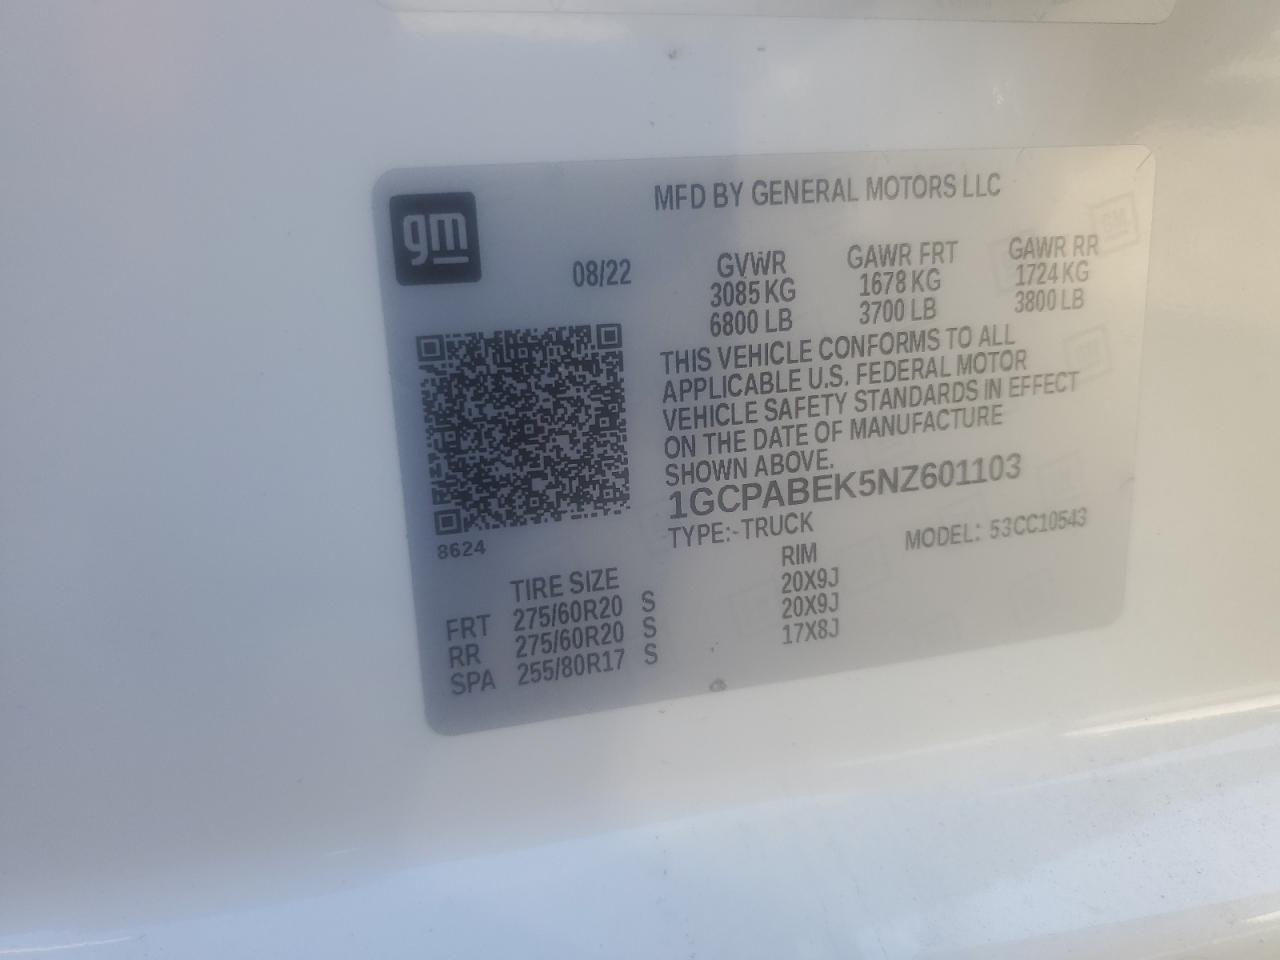 gm
MFD BY GENERAL MOTORS LLC
08/22
GVWR GAWR FRT GAWR RR
3085 KG 1678 KG 1724 KG
6800 LB 3700 LB 3800 LB
THIS VEHICLE CONFORMS TO ALL
APPLICABLE U.S. FEDERAL MOTOR
VEHICLE SAFETY STANDARDS IN EFFECT
ON THE DATE OF MANUFACTURE
SHOWN ABOVE.
1GCPABEK5NZ601103
TYPE:-TRUCK
MODEL: 53CC10543
8624
TIRE SIZE RIM
FRT 275/60R20 S 20X9J
RR 275/60R20 S 20X9J
SPA 255/80R17 S 17X8J